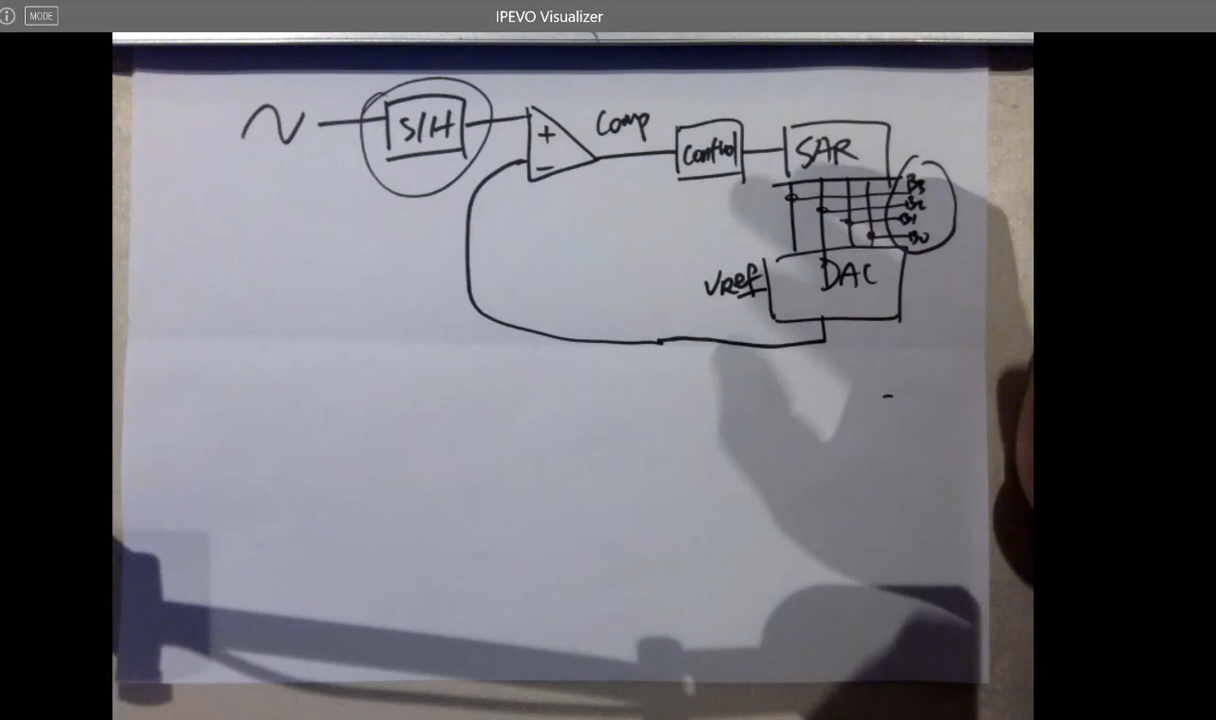 MODE
IPEVO Visualizer
S/H
+
-
Comp
Control
SAR
B3
B2
B1
B0
VRef
DAC